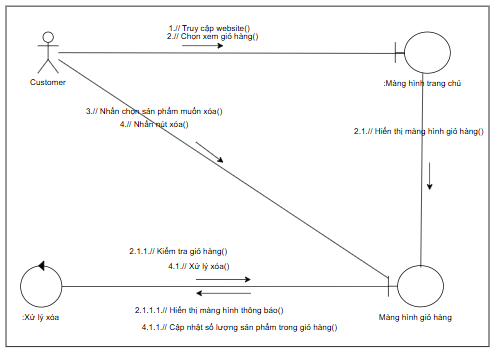 1.// Truy cập website()
2.// Chọn xem giỏ hàng()
Customer
:Màng hình trang chủ
3.// Nhấn chọn sản phẩm muốn xóa()
4.// Nhấn nút xóa()
2.1.// Hiển thị màng hình giỏ hàng()
2.1.1.// Kiểm tra giỏ hàng()
4.1.// Xử lý xóa()
2.1.1.1.// Hiển thị màng hình thông báo()
:Xử lý xóa
Màng hình giỏ hàng
4.1.1.// Cập nhật số lượng sản phẩm trong giỏ hàng()